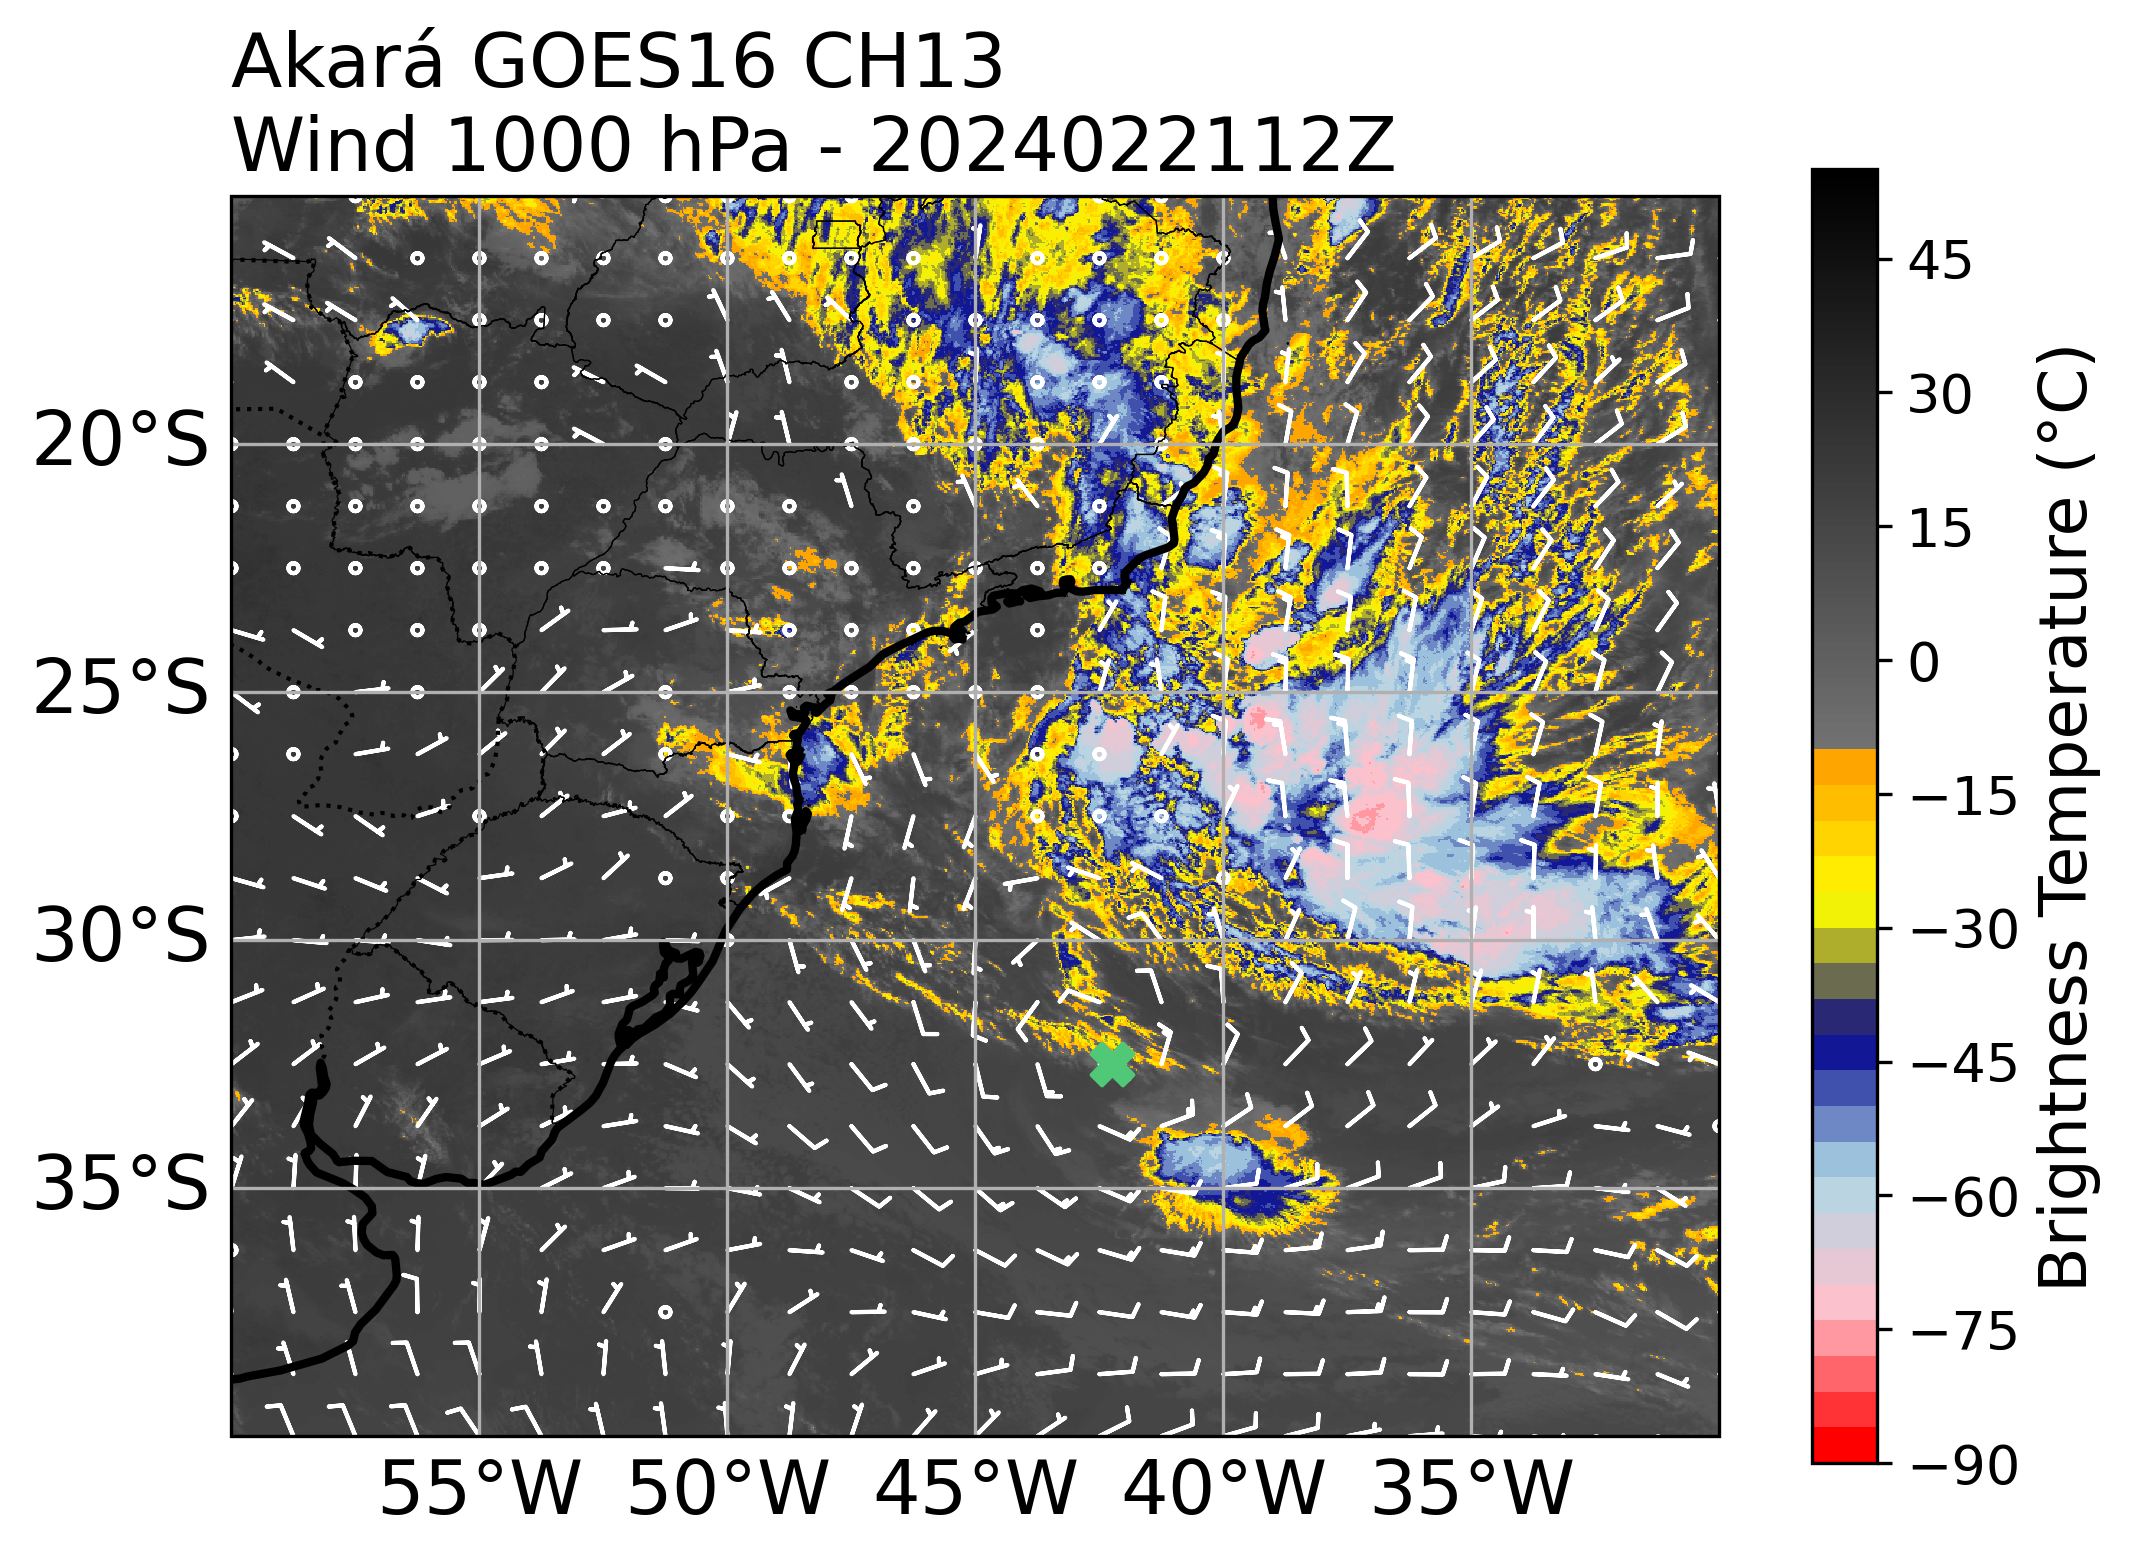 Akará GOES16 CH13
Wind 1000 hPa - 2024022112Z
20°S
25°S
30°S
35°S
55°W 50°W 45°W 40°W 35°W
45
30
15
0
−15
−30
−45
−60
−75
−90
Brightness Temperature (°C)